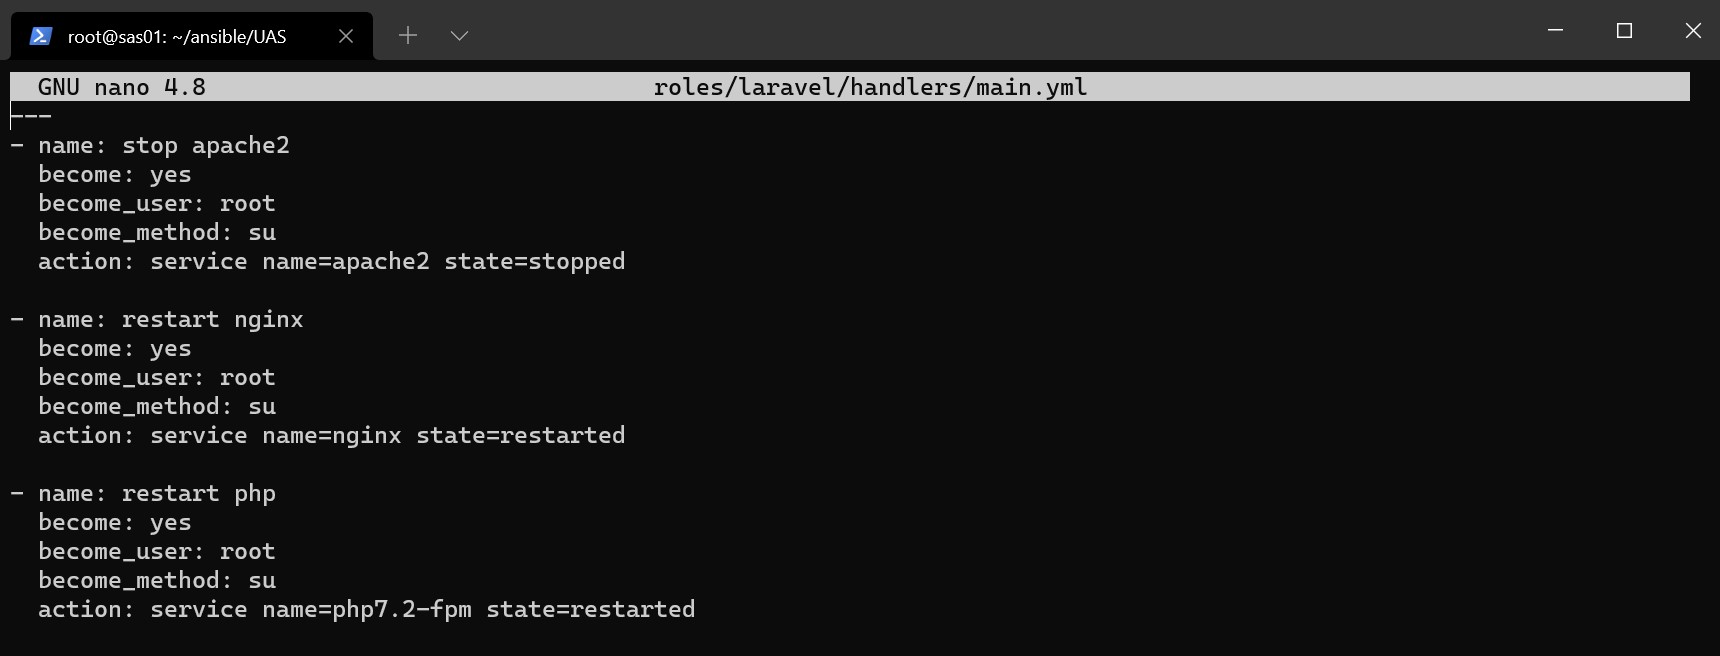 root@sas01: ~/ansible/UAS
GNU nano 4.8 roles/laravel/handlers/main.yml
---
- name: stop apache2
  become: yes
  become_user: root
  become_method: su
  action: service name=apache2 state=stopped

- name: restart nginx
  become: yes
  become_user: root
  become_method: su
  action: service name=nginx state=restarted

- name: restart php
  become: yes
  become_user: root
  become_method: su
  action: service name=php7.2-fpm state=restarted